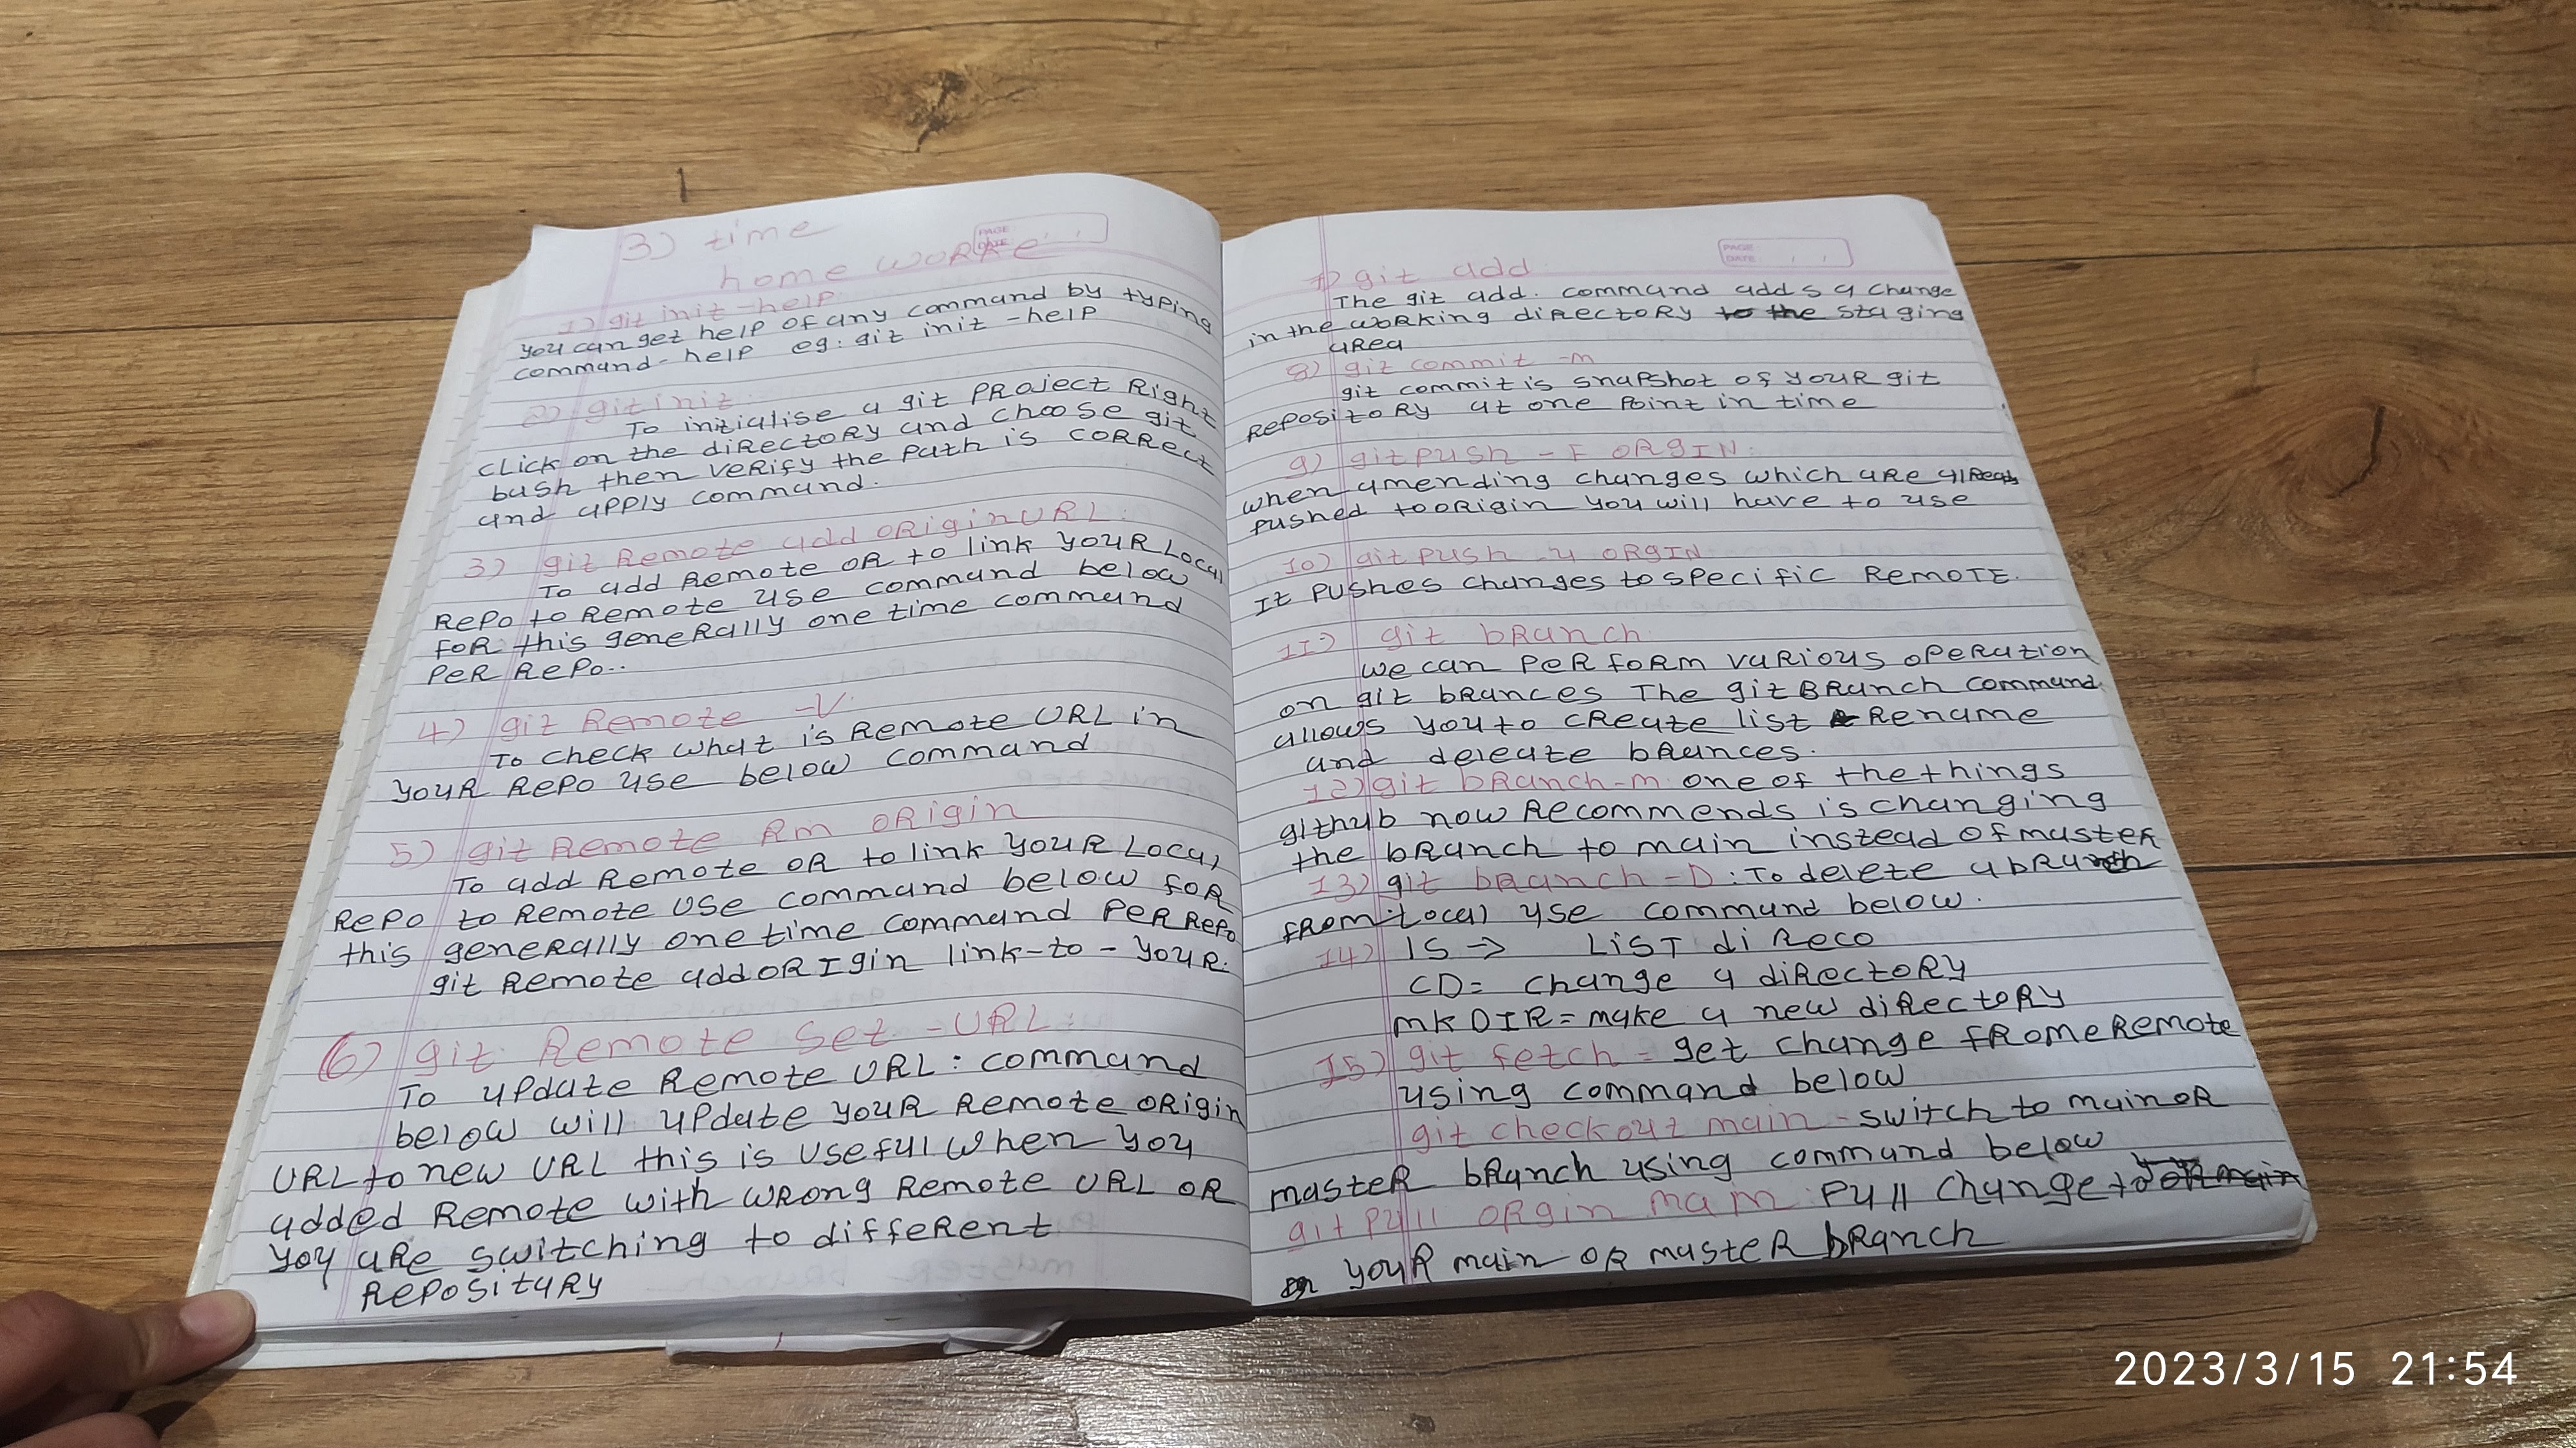 3) time
PAGE
DATE
home WORKe
1) git init -help
you can get help of any command by typing
command-help eg: git init -help
2) git init:
To initialise a git PRoject Right
click on the diRectoRy and choose git
bash then veRify the path is coRRect
and apply command.
3) git Remote add oRigin URL:
To add Remote OR to link youR Local
Repo to Remote use command below
foR this geneRally one time command
PeR RePo..
4) git Remote -V.
To check what is Remote URL in
youR RePo use below command
5) git Remote Rm oRigin
To add Remote OR to link youR Local
RePo to Remote use command below foR
this geneRally one time command PeR RePo
git Remote add ORIgin link-to-youR.
6) git Remote Set -URL:
To update Remote URL: command
below will update youR Remote oRigin
URL to new URL this is useful when you
added Remote with wRong Remote URL OR
you aRe switching to diffeRent
RePosituRy
PAGE
DATE
7) git add
The git add. command adds a change
in the woRking diRectoRy to the staging
aRea
8) git commit -m
git commit is snapshot of youR git
RepositoRy at one Point in time
9) git push -F ORgIN:
when amending changes which aRe alRead
pushed to oRigin you will have to use
10) git push -u ORgIN
It pushes changes to specific RemoTE.
11) git bRanch
we can PeRfoRm vaRious opeRation
on git bRances The git BRanch command
allows you to cReate list Rename
and deleate bRances.
12) git bRanch-m one of the things
github now Recommends is changing
the bRanch to main instead of masteR
13) git bRanch -D: To delete a bRanch
fRom Local use command below.
14) lS → LiST diReco
CD= change a diRectoRy
mkDIR= make a new diRectoRy
15) git fetch = get change fRome Remote
using command below
git checkout main - switch to main oR
masteR bRanch using command below
git Pull oRgin main Pull change to
youR main OR masteR bRanch
2023/3/15 21:54